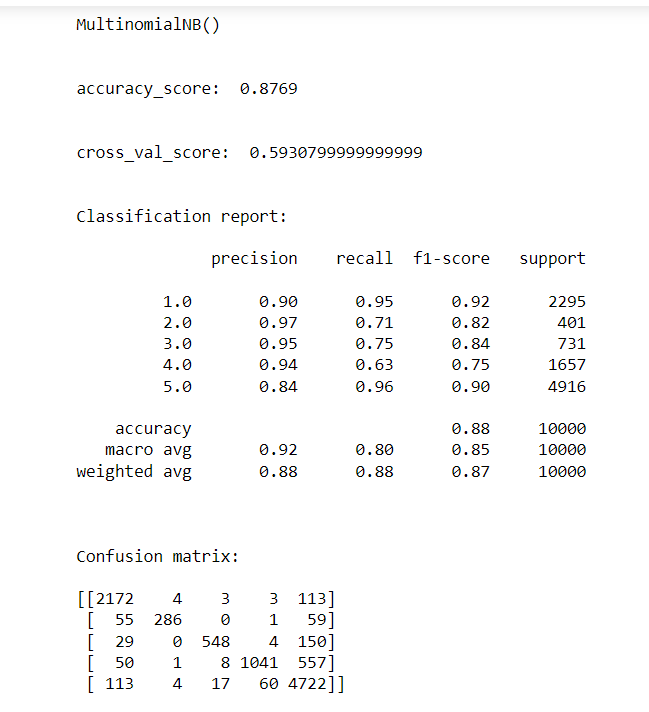 MultinomialNB()
accuracy_score:  0.8769
cross_val_score:  0.5930799999999999
Classification report:
              precision    recall  f1-score   support
         1.0       0.90      0.95      0.92      2295
         2.0       0.97      0.71      0.82       401
         3.0       0.95      0.75      0.84       731
         4.0       0.94      0.63      0.75      1657
         5.0       0.84      0.96      0.90      4916
    accuracy                           0.88     10000
   macro avg       0.92      0.80      0.85     10000
weighted avg       0.88      0.88      0.87     10000
Confusion matrix:
[[2172    4    3    3  113]
 [  55  286    0    1   59]
 [  29    0  548    4  150]
 [  50    1    8 1041  557]
 [ 113    4   17   60 4722]]